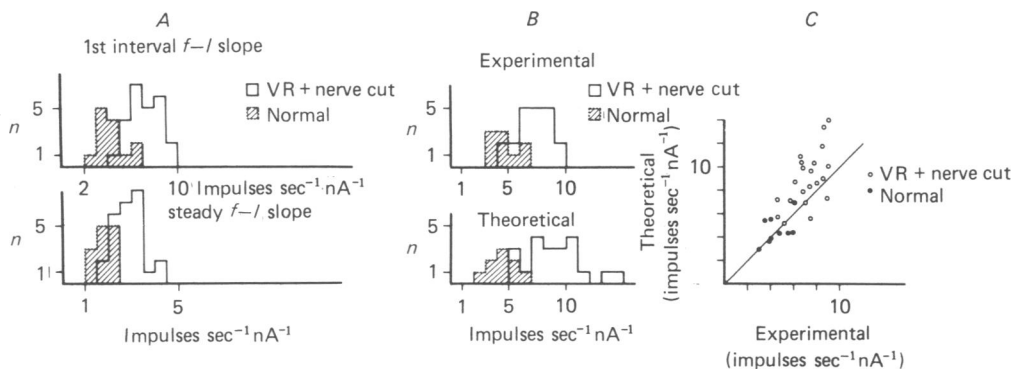 A
1st interval f–I slope
VR + nerve cut
Normal
5
n
1
2
10
Impulses sec⁻¹ nA⁻¹
steady f–I slope
5
n
1
1
5
Impulses sec⁻¹ nA⁻¹
B
Experimental
VR + nerve cut
Normal
5
n
1
1
5
10
Theoretical
5
n
1
1
5
10
Impulses sec⁻¹ nA⁻¹
C
Theoretical
(impulses sec⁻¹ nA⁻¹)
10
VR + nerve cut
Normal
10
Experimental
(impulses sec⁻¹ nA⁻¹)